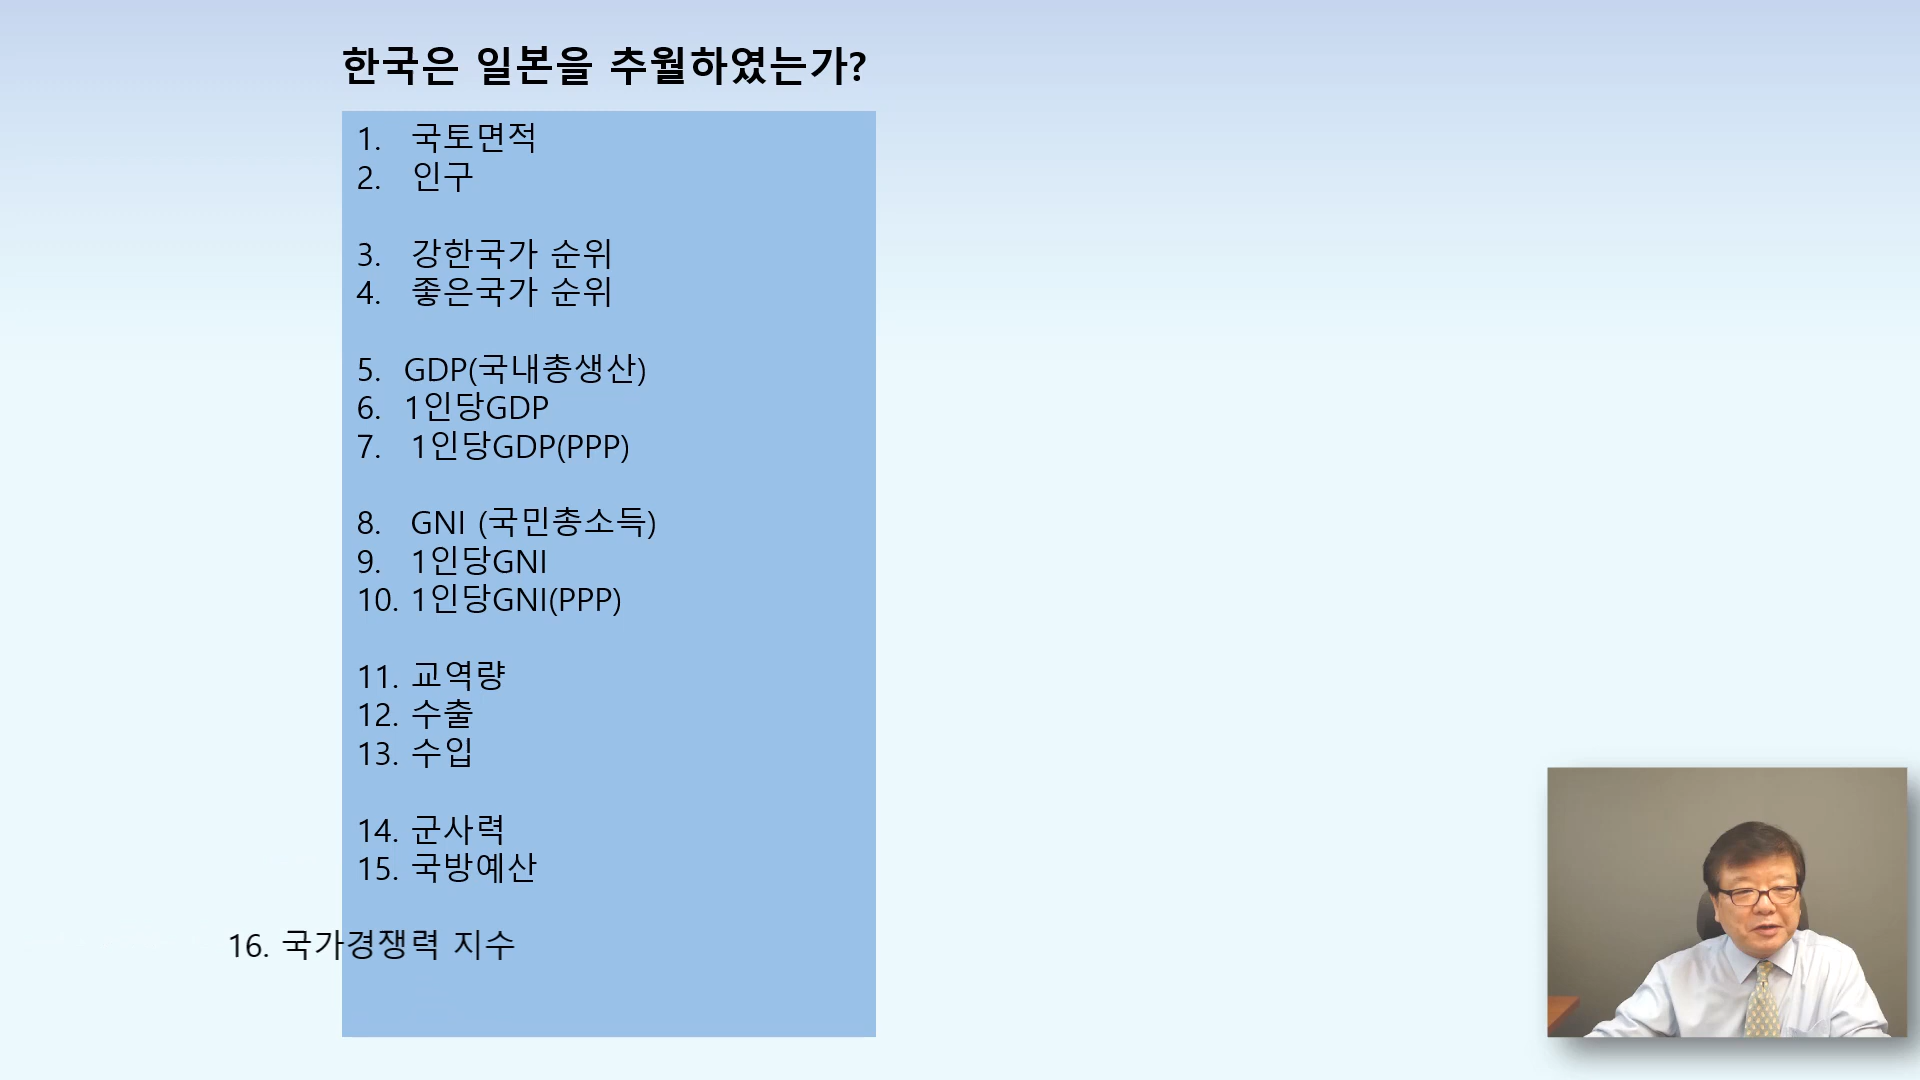 한국은 일본을 추월하였는가?
1. 국토면적
2. 인구
3. 강한국가 순위
4. 좋은국가 순위
5. GDP(국내총생산)
6. 1인당GDP
7. 1인당GDP(PPP)
8. GNI (국민총소득)
9. 1인당GNI
10. 1인당GNI(PPP)
11. 교역량
12. 수출
13. 수입
14. 군사력
15. 국방예산
16. 국가경쟁력 지수